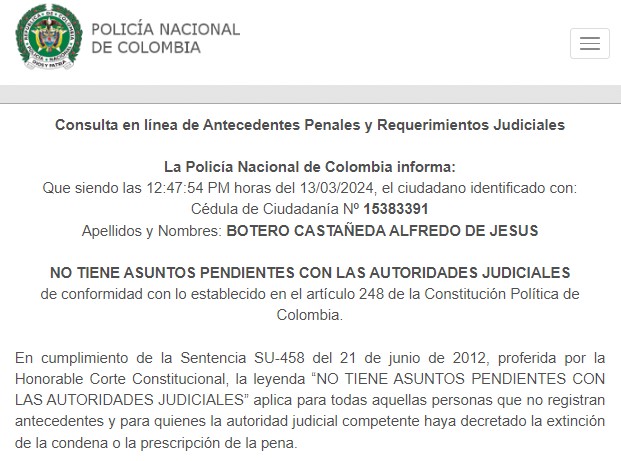 POLICÍA NACIONAL
DE COLOMBIA
Consulta en línea de Antecedentes Penales y Requerimientos Judiciales
La Policía Nacional de Colombia informa:
Que siendo las 12:47:54 PM horas del 13/03/2024, el ciudadano identificado con:
Cédula de Ciudadanía Nº 15383391
Apellidos y Nombres: BOTERO CASTAÑEDA ALFREDO DE JESUS
NO TIENE ASUNTOS PENDIENTES CON LAS AUTORIDADES JUDICIALES
de conformidad con lo establecido en el artículo 248 de la Constitución Política de
Colombia.
En cumplimiento de la Sentencia SU-458 del 21 de junio de 2012, proferida por la
Honorable Corte Constitucional, la leyenda “NO TIENE ASUNTOS PENDIENTES CON
LAS AUTORIDADES JUDICIALES” aplica para todas aquellas personas que no registran
antecedentes y para quienes la autoridad judicial competente haya decretado la extinción
de la condena o la prescripción de la pena.